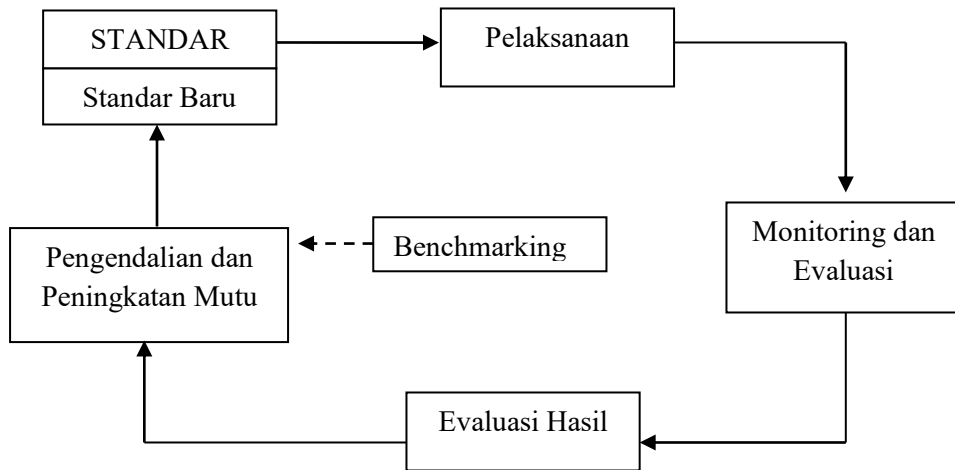 STANDAR
Standar Baru
Pelaksanaan
Monitoring dan
Evaluasi
Evaluasi Hasil
Pengendalian dan
Peningkatan Mutu
Benchmarking